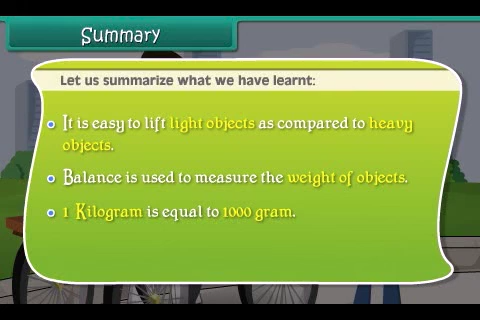 Summary
Let us summarize what we have learnt:
It is easy to lift light objects as compared to heavy
objects.
Balance is used to measure the weight of objects.
1 Kilogram is equal to 1000 gram.